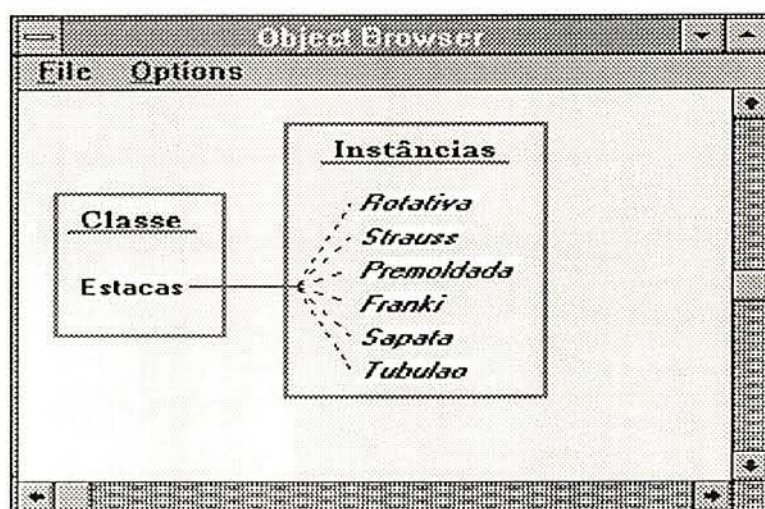 Object Browser
File Options
Instâncias
Classe
Rotativa
Strauss
Premoldada
Estacas
Franki
Sapata
Tubulao